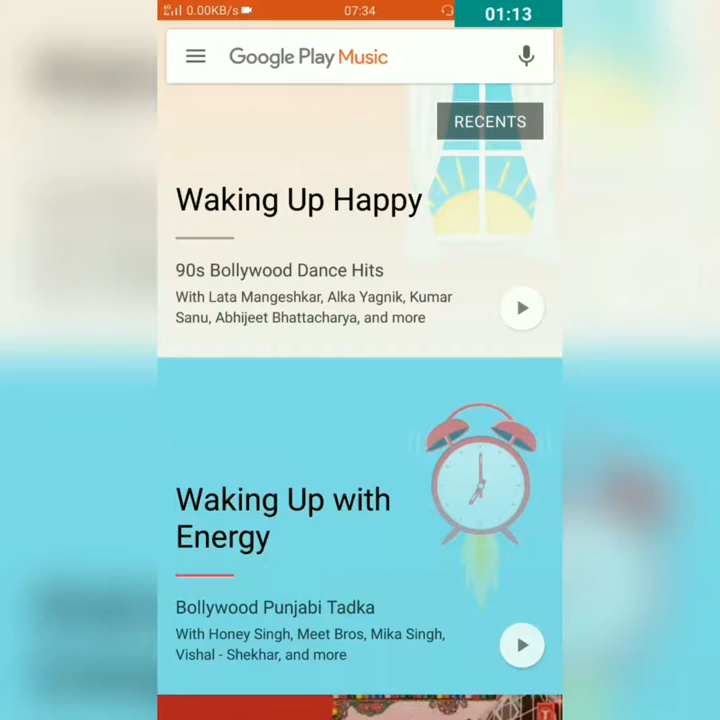 0.00KB/s 07:34 01:13
Google Play Music
RECENTS
Waking Up Happy
90s Bollywood Dance Hits
With Lata Mangeshkar, Alka Yagnik, Kumar
Sanu, Abhijeet Bhattacharya, and more
Waking Up with
Energy
Bollywood Punjabi Tadka
With Honey Singh, Meet Bros, Mika Singh,
Vishal - Shekhar, and more